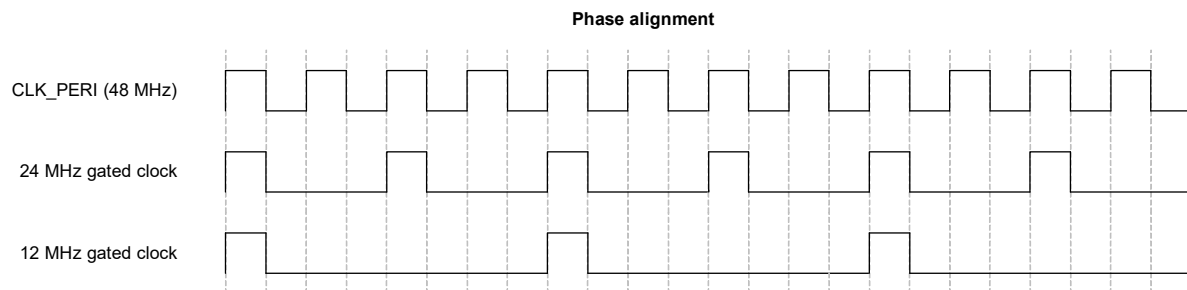 Phase alignment
CLK_PERI (48 MHz)
24 MHz gated clock
12 MHz gated clock